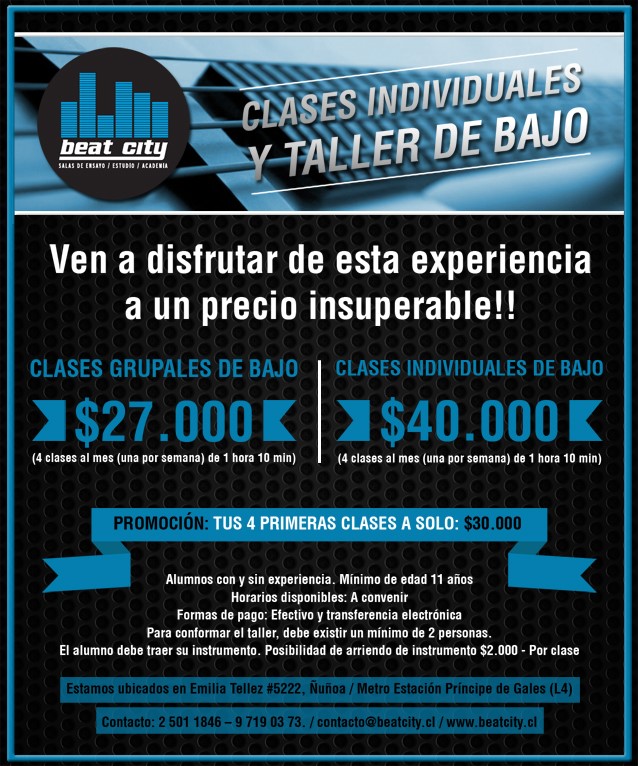 beat city
SALAS DE ENSAYO / ESTUDIO / ACADEMIA
CLASES INDIVIDUALES
Y TALLER DE BAJO
Ven a disfrutar de esta experiencia
a un precio insuperable!!
CLASES GRUPALES DE BAJO
$27.000
(4 clases al mes (una por semana) de 1 hora 10 min)
CLASES INDIVIDUALES DE BAJO
$40.000
(4 clases al mes (una por semana) de 1 hora 10 min)
PROMOCIÓN: TUS 4 PRIMERAS CLASES A SOLO: $30.000
Alumnos con y sin experiencia. Mínimo de edad 11 años
Horarios disponibles: A convenir
Formas de pago: Efectivo y transferencia electrónica
Para conformar el taller, debe existir un mínimo de 2 personas.
El alumno debe traer su instrumento. Posibilidad de arriendo de instrumento $2.000 - Por clase
Estamos ubicados en Emilia Tellez #5222, Ñuñoa / Metro Estación Príncipe de Gales (L4)
Contacto: 2 501 1846 – 9 719 03 73. / contacto@beatcity.cl / www.beatcity.cl